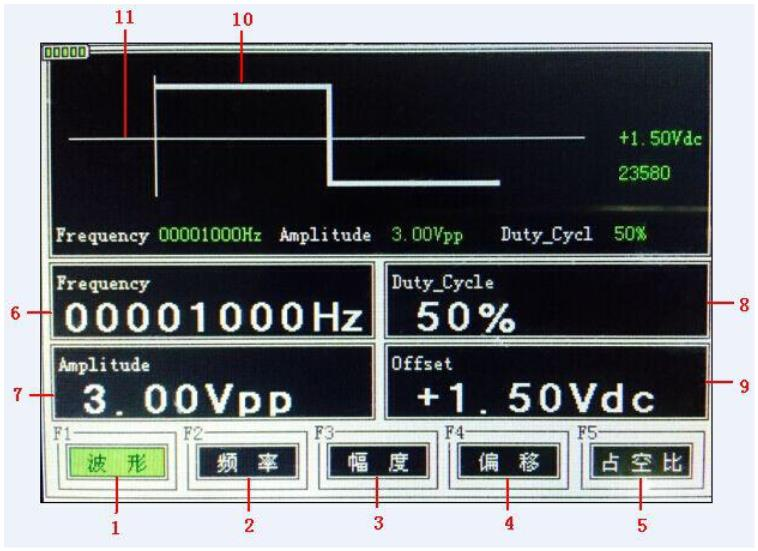 11 10
+1.50Vdc
23580
Frequency 00001000Hz Amplitude 3.00Vpp Duty_Cycl 50%
Frequency
00001000Hz
Duty_Cycle
50%
6
8
Amplitude
3.00Vpp
Offset
+1.50Vdc
7
9
F1 F2 F3 F4 F5
波形 频率 幅度 偏移 占空比
1 2 3 4 5